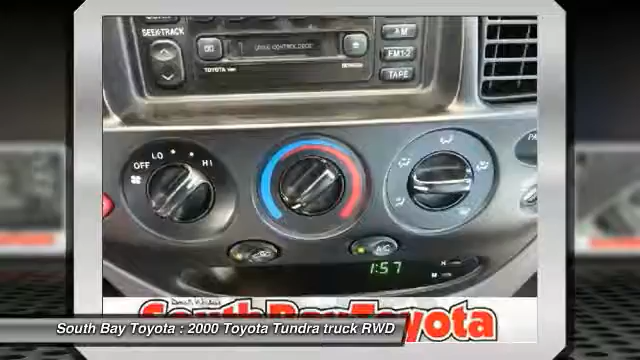 SEEK·TRACK
AM
FM1·2
TAPE
LO HI
OFF
A/C
1:57
South Bay Toyota
South Bay Toyota : 2000 Toyota Tundra truck RWD